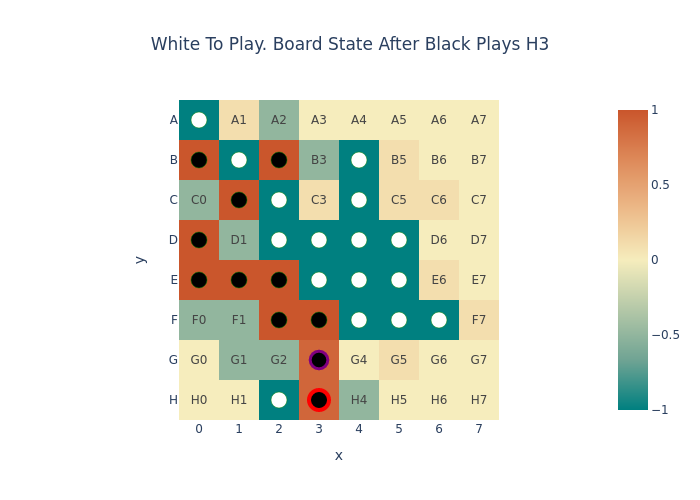 White To Play. Board State After Black Plays H3
A A1 A2 A3 A4 A5 A6 A7
B B3 B5 B6 B7
C C0 C3 C5 C6 C7
D D1 D6 D7
E E6 E7
F F0 F1 F7
G G0 G1 G2 G4 G5 G6 G7
H H0 H1 H4 H5 H6 H7
0 1 2 3 4 5 6 7
x
y
1
0.5
0
−0.5
−1